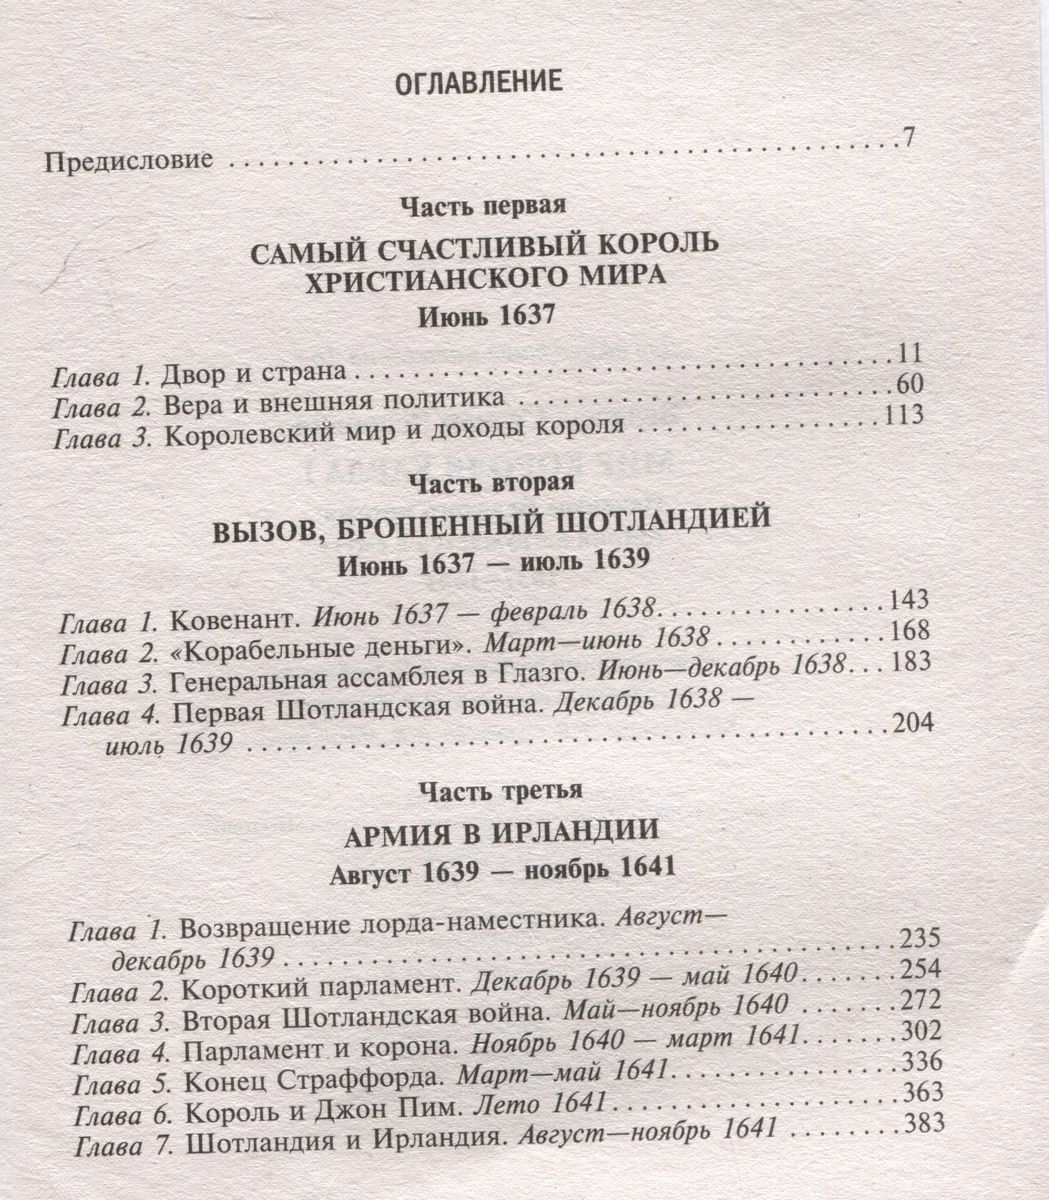 ОГЛАВЛЕНИЕ
Предисловие . . . . . . . . . . . . . . . . . . . . . . . . . . . . . . . . . . . . . . . . . . . . . 7
Часть первая
САМЫЙ СЧАСТЛИВЫЙ КОРОЛЬ
ХРИСТИАНСКОГО МИРА
Июнь 1637
Глава 1. Двор и страна . . . . . . . . . . . . . . . . . . . . . . . . . . . . . . . . . . . . . 11
Глава 2. Вера и внешняя политика . . . . . . . . . . . . . . . . . . . . . . . . . . 60
Глава 3. Королевский мир и доходы короля . . . . . . . . . . . . . . . . . 113
Часть вторая
ВЫЗОВ, БРОШЕННЫЙ ШОТЛАНДИЕЙ
Июнь 1637 — июль 1639
Глава 1. Ковенант. Июнь 1637 — февраль 1638. . . . . . . . . . . . . . . . 143
Глава 2. «Корабельные деньги». Март—июнь 1638 . . . . . . . . . . . . 168
Глава 3. Генеральная ассамблея в Глазго. Июнь—декабрь 1638. . . 183
Глава 4. Первая Шотландская война. Декабрь 1638 —
июль 1639 . . . . . . . . . . . . . . . . . . . . . . . . . . . . . . . . . . . . . . . . . . . . 204
Часть третья
АРМИЯ В ИРЛАНДИИ
Август 1639 — ноябрь 1641
Глава 1. Возвращение лорда-наместника. Август—
декабрь 1639 . . . . . . . . . . . . . . . . . . . . . . . . . . . . . . . . . . . . . . . . . . 235
Глава 2. Короткий парламент. Декабрь 1639 — май 1640. . . . . . . 254
Глава 3. Вторая Шотландская война. Май—ноябрь 1640 . . . . . . . 272
Глава 4. Парламент и корона. Ноябрь 1640 — март 1641. . . . . . . 302
Глава 5. Конец Страффорда. Март—май 1641. . . . . . . . . . . . . . . . 336
Глава 6. Король и Джон Пим. Лето 1641. . . . . . . . . . . . . . . . . . . . 363
Глава 7. Шотландия и Ирландия. Август—ноябрь 1641 . . . . . . . . 383